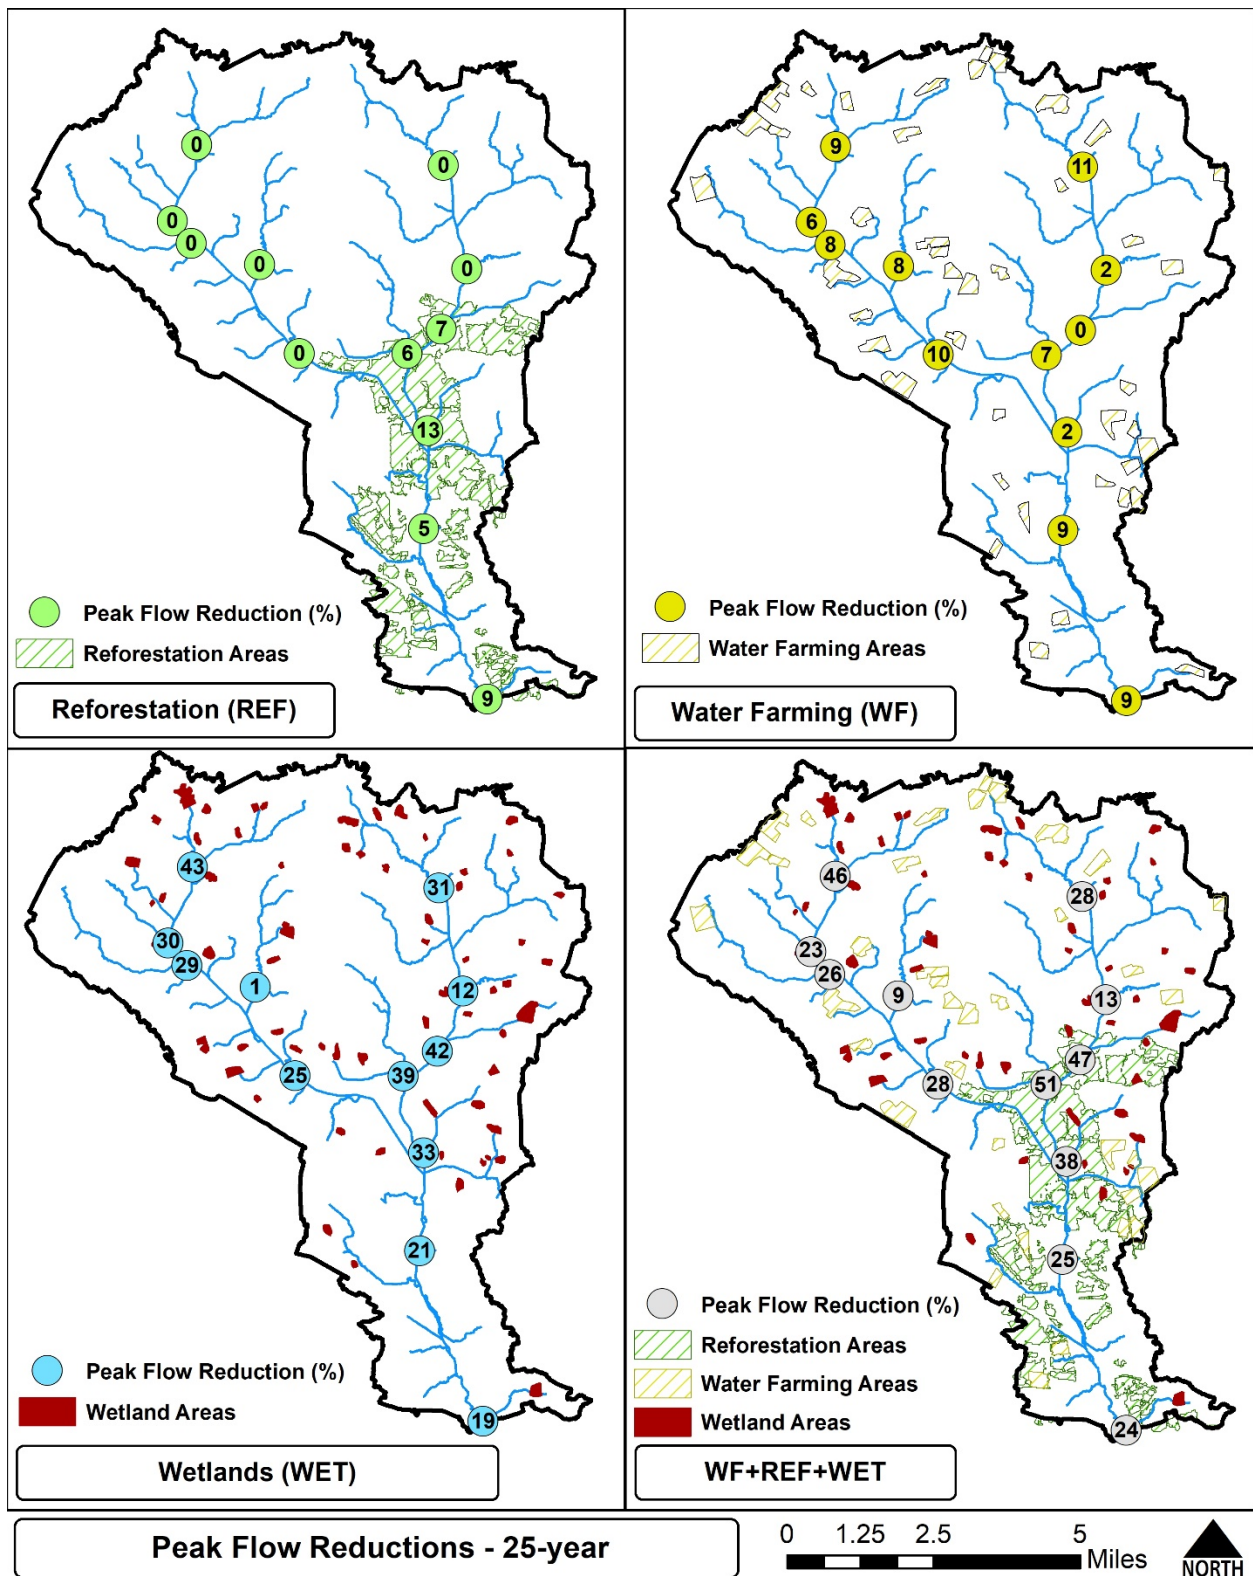 0
0
0
0
0
0
7
0
6
13
5
9
Peak Flow Reduction (%)
Reforestation Areas
Reforestation (REF)
9
11
6
8
8
2
0
10
7
2
9
9
Peak Flow Reduction (%)
Water Farming Areas
Water Farming (WF)
43
31
30
29
1
12
42
25
39
33
21
19
Peak Flow Reduction (%)
Wetland Areas
Wetlands (WET)
46
28
23
26
9
13
47
28
51
38
25
24
Peak Flow Reduction (%)
Reforestation Areas
Water Farming Areas
Wetland Areas
WF+REF+WET
Peak Flow Reductions - 25-year
0 1.25 2.5 5
Miles
NORTH